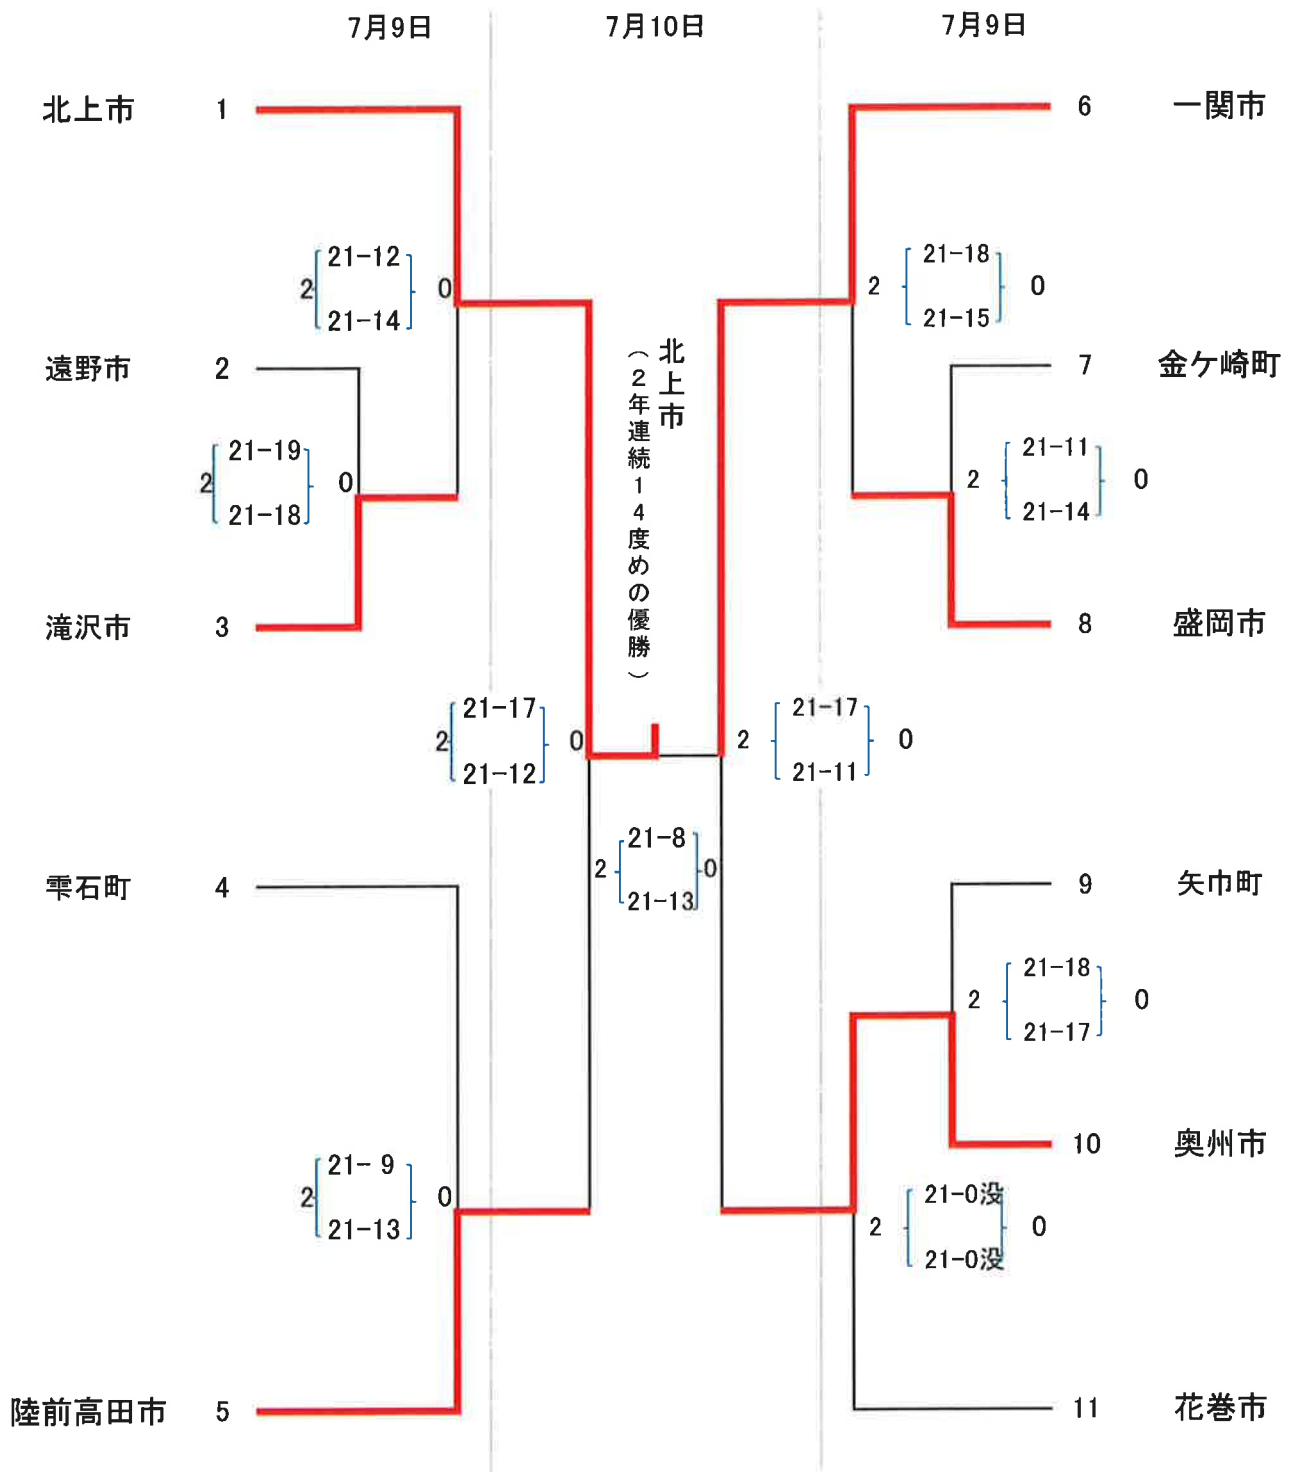 7月9日 7月10日 7月9日
北上市 1
6 一関市
2 21-12 0
21-14
2 21-18 0
21-15
遠野市 2
7 金ケ崎町
2 21-19 0
21-18
2 21-11 0
21-14
滝沢市 3
8 盛岡市
北上市
（２年連続１４度めの優勝）
2 21-17 0
21-12
2 21-17 0
21-11
2 21-8 0
21-13
雫石町 4
9 矢巾町
2 21-18 0
21-17
10 奥州市
2 21- 9 0
21-13
2 21-0没 0
21-0没
陸前高田市 5
11 花巻市